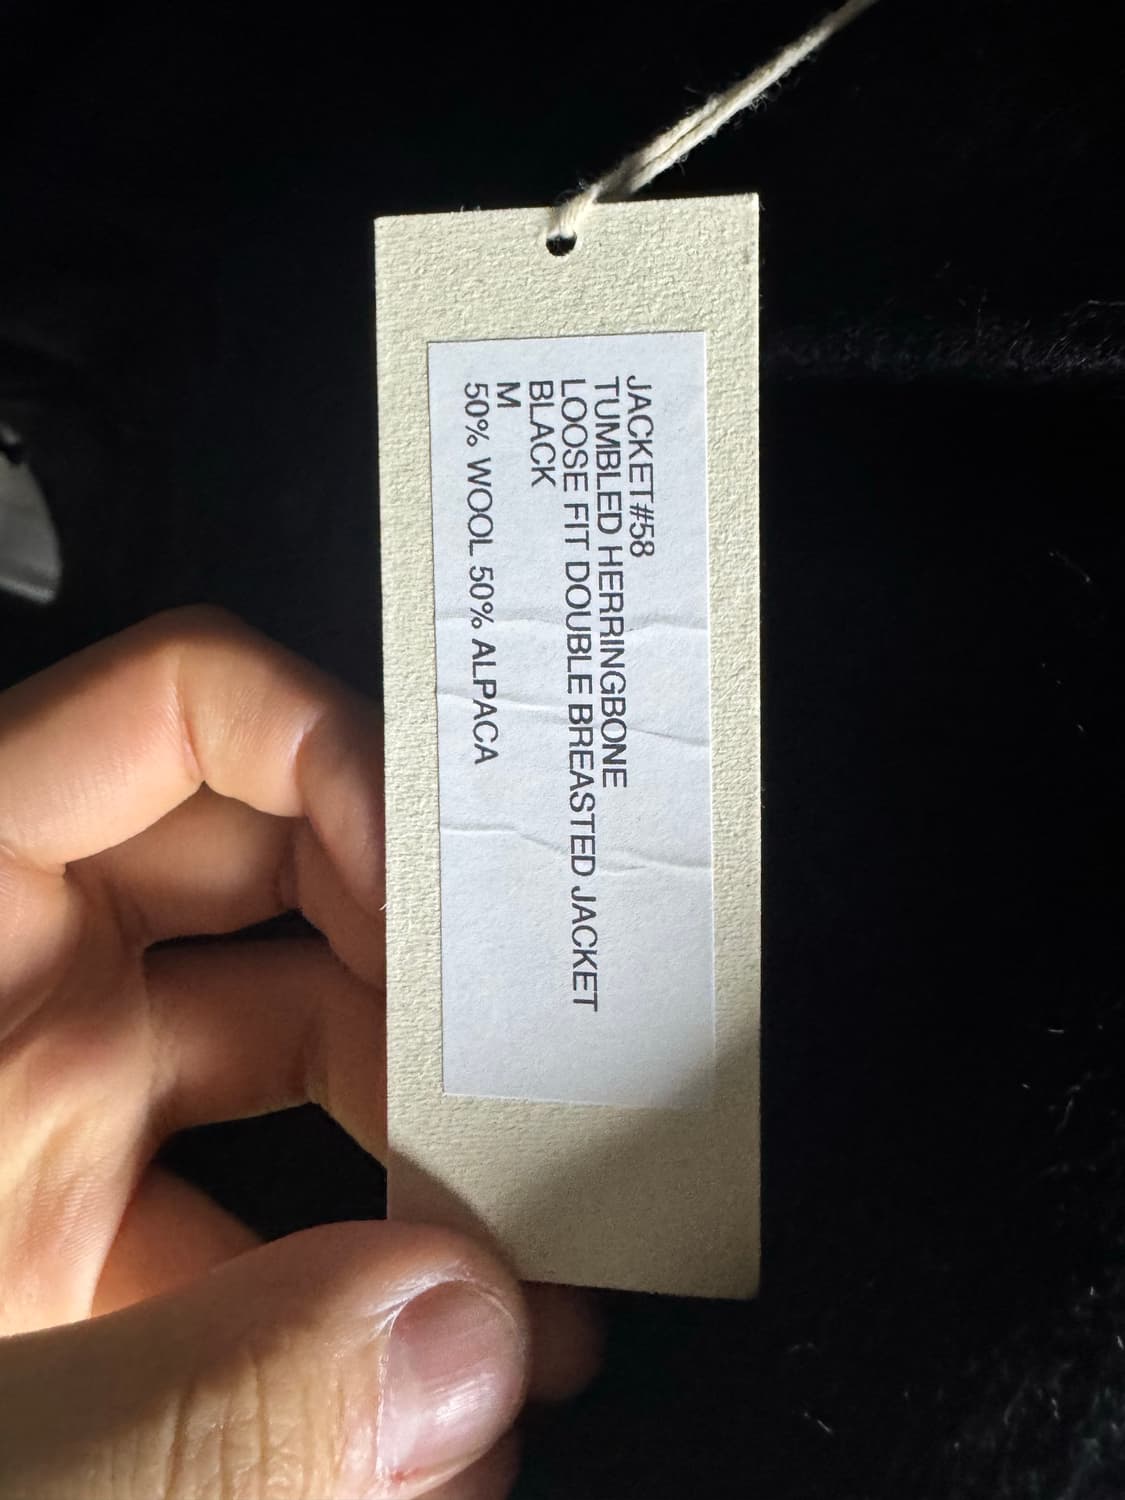 JACKET#58
TUMBLED HERRINGBONE
LOOSE FIT DOUBLE BREASTED JACKET
BLACK
M
50% WOOL 50% ALPACA